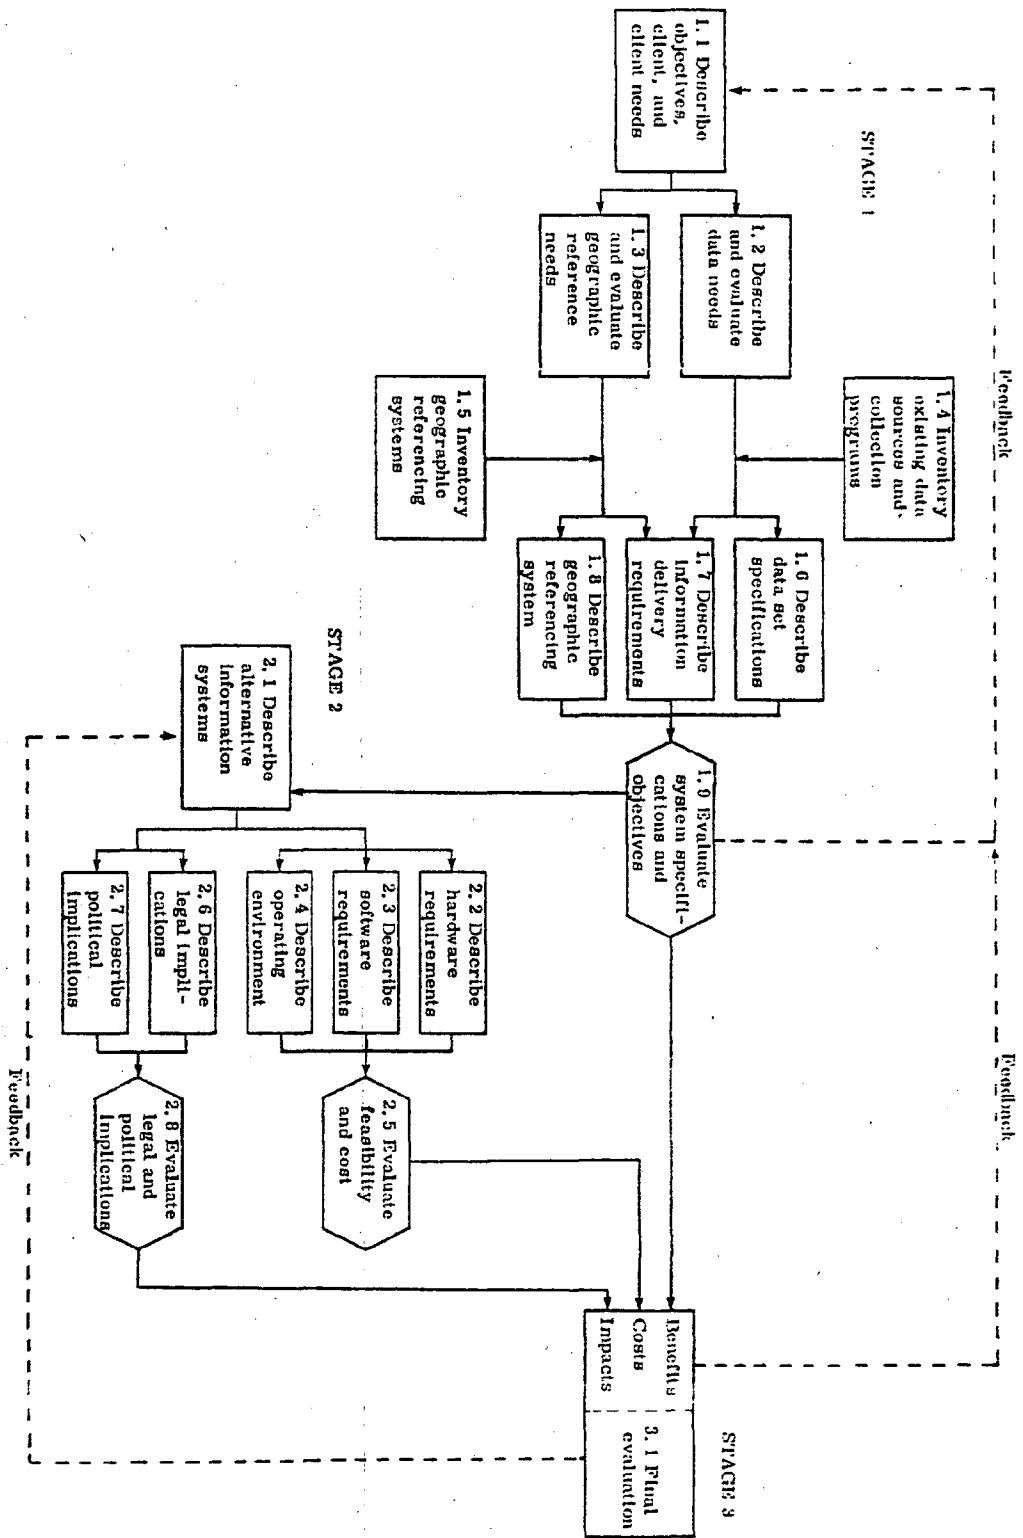 STAGE 1
1.1 Describe
objectives,
client, and
client needs
1.2 Describe
and evaluate
data needs
1.3 Describe
and evaluate
geographic
reference
needs
1.4 Inventory
existing data
sources and
collection
programs
1.5 Inventory
geographic
referencing
systems
1.6 Describe
data set
specifications
1.7 Describe
information
delivery
requirements
1.8 Describe
geographic
referencing
system
1.9 Evaluate
system specifi-
cations and
objectives
Feedback
Feedback
STAGE 2
2.1 Describe
alternative
information
systems
2.2 Describe
hardware
requirements
2.3 Describe
software
requirements
2.4 Describe
operating
environment
2.5 Evaluate
feasibility
and cost
2.6 Describe
legal impli-
cations
2.7 Describe
political
implications
2.8 Evaluate
legal and
political
implications
Feedback
STAGE 3
Benefits
Costs
Impacts
3.1 Final
evaluation